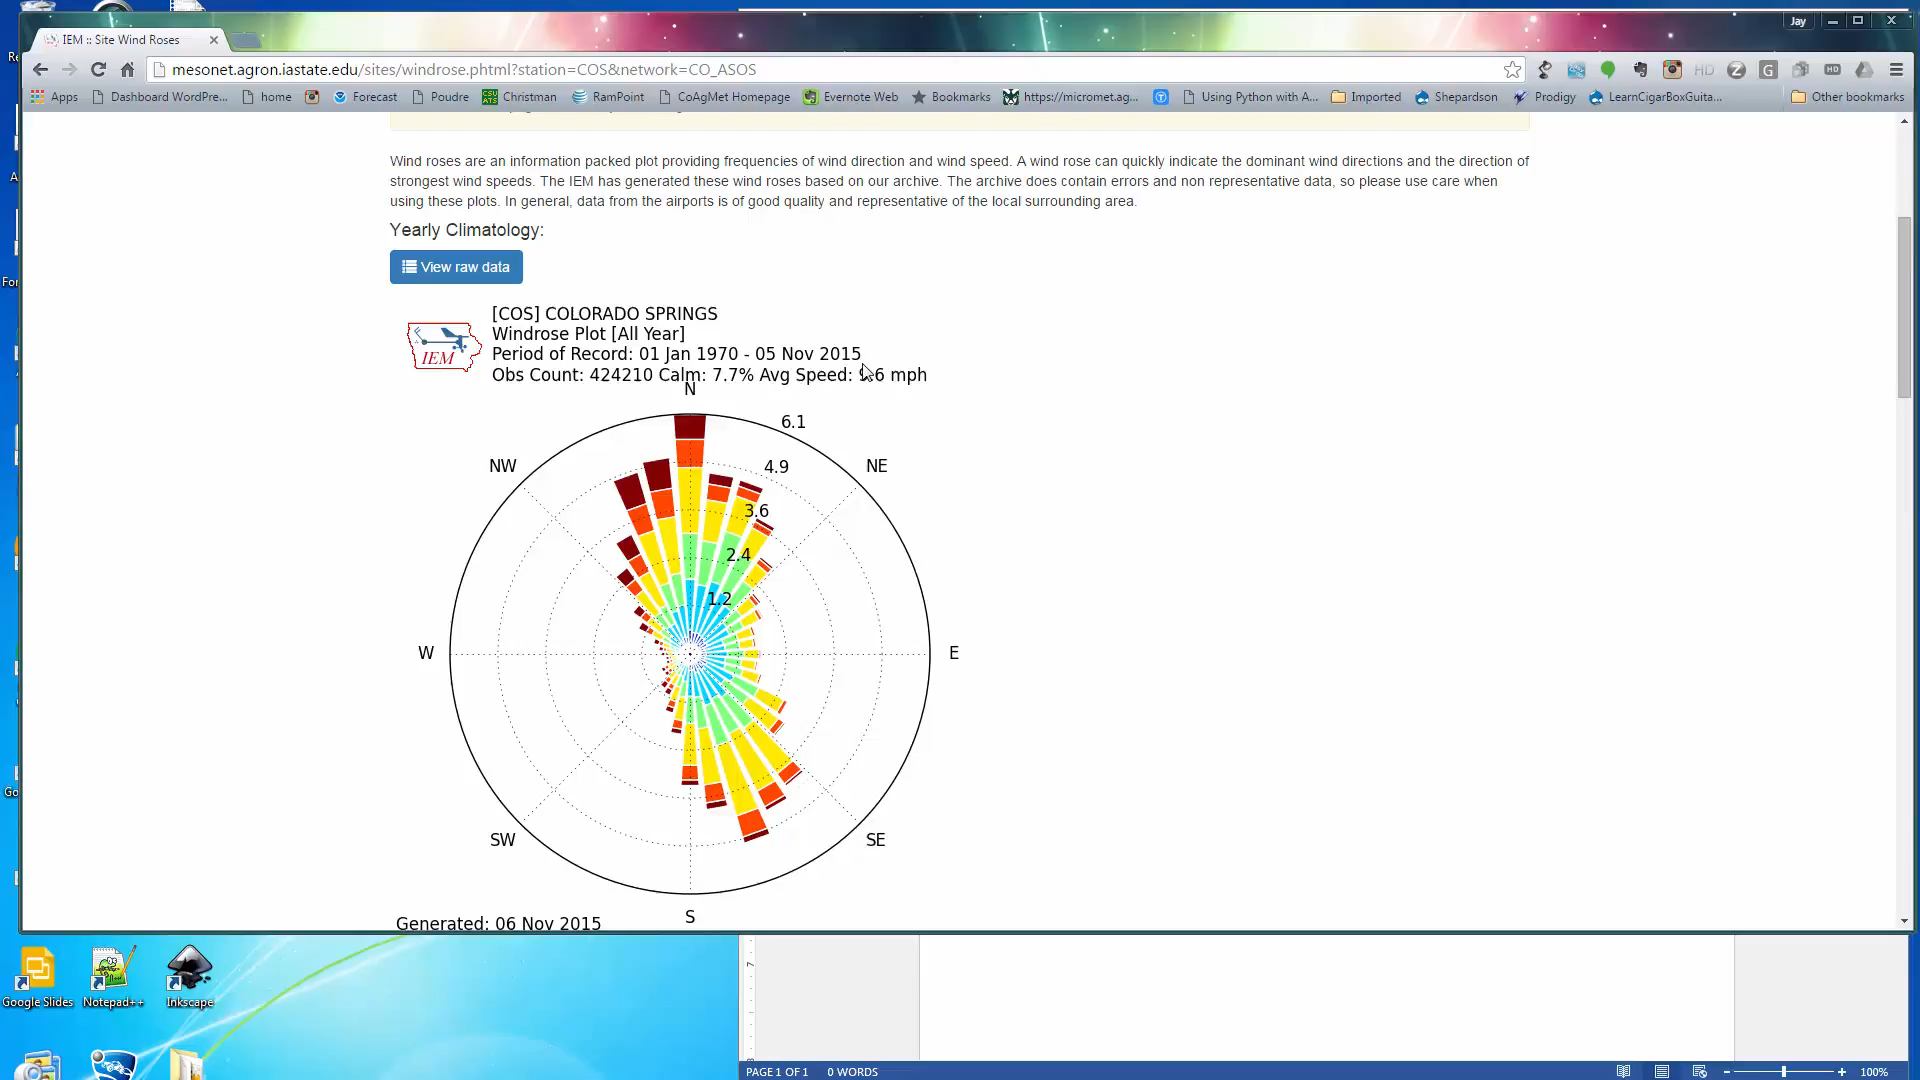 Jay
IEM :: Site Wind Roses
mesonet.agron.iastate.edu/sites/windrose.phtml?station=COS&network=CO_ASOS
Apps Dashboard WordPre... home Forecast Poudre Christman RamPoint CoAgMet Homepage Evernote Web Bookmarks https://micromet.ag... Using Python with A... Imported Shepardson Prodigy LearnCigarBoxGuita... Other bookmarks
Wind roses are an information packed plot providing frequencies of wind direction and wind speed. A wind rose can quickly indicate the dominant wind directions and the direction of
strongest wind speeds. The IEM has generated these wind roses based on our archive. The archive does contain errors and non representative data, so please use care when
using these plots. In general, data from the airports is of good quality and representative of the local surrounding area.
Yearly Climatology:
View raw data
IEM
[COS] COLORADO SPRINGS
Windrose Plot [All Year]
Period of Record: 01 Jan 1970 - 05 Nov 2015
Obs Count: 424210 Calm: 7.7% Avg Speed: mph
N
6.1
NW
4.9
NE
3.6
2.4
1.2
W
E
SW
SE
S
Generated: 06 Nov 2015
Google Slides
Notepad++
Inkscape
7
PAGE 1 OF 1 0 WORDS
100%